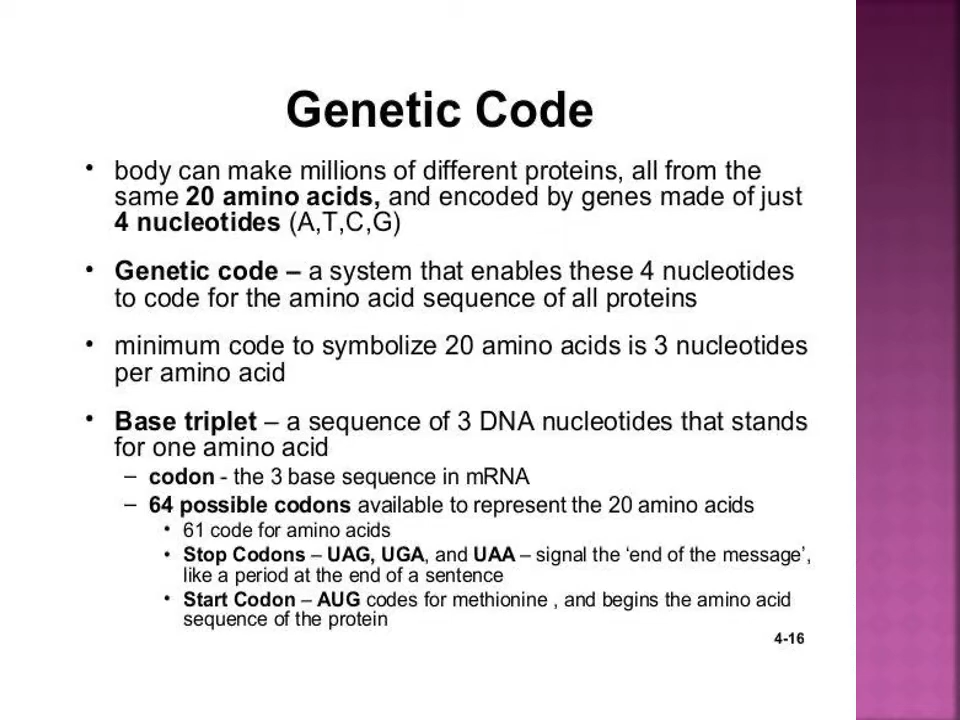 Genetic Code
• body can make millions of different proteins, all from the
same 20 amino acids, and encoded by genes made of just
4 nucleotides (A,T,C,G)
• Genetic code – a system that enables these 4 nucleotides
to code for the amino acid sequence of all proteins
• minimum code to symbolize 20 amino acids is 3 nucleotides
per amino acid
• Base triplet – a sequence of 3 DNA nucleotides that stands
for one amino acid
– codon - the 3 base sequence in mRNA
– 64 possible codons available to represent the 20 amino acids
• 61 code for amino acids
• Stop Codons – UAG, UGA, and UAA – signal the ‘end of the message’,
like a period at the end of a sentence
• Start Codon – AUG codes for methionine , and begins the amino acid
sequence of the protein
4-16